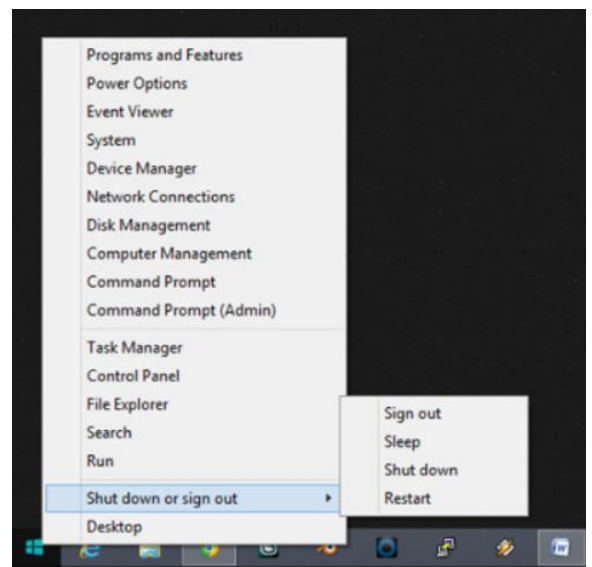 Programs and Features
Power Options
Event Viewer
System
Device Manager
Network Connections
Disk Management
Computer Management
Command Prompt
Command Prompt (Admin)
Task Manager
Control Panel
File Explorer
Search
Run
Shut down or sign out
Desktop
Sign out
Sleep
Shut down
Restart